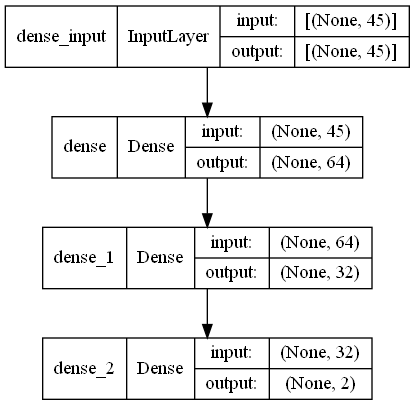 dense_input InputLayer input: [(None, 45)]
output: [(None, 45)]
dense Dense input: (None, 45)
output: (None, 64)
dense_1 Dense input: (None, 64)
output: (None, 32)
dense_2 Dense input: (None, 32)
output: (None, 2)